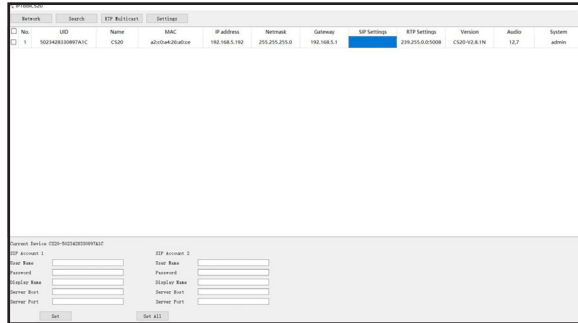 IPToolCS20
Network Search RTP Multicast Settings
No. UID Name MAC IP address Netmask Gateway SIP Settings RTP Settings Version Audio System
1 5023428330897A1C CS20 a2:c0:a4:26:a0:ce 192.168.5.192 255.255.255.0 192.168.5.1 239.255.0.0:5008 CS20-V2.8.1N 12,7 admin
Current Device CS20-5023428330897A1C
SIP Account 1 SIP Account 2
User Name User Name
Password Password
Display Name Display Name
Server Host Server Host
Server Port Server Port
Set Set All